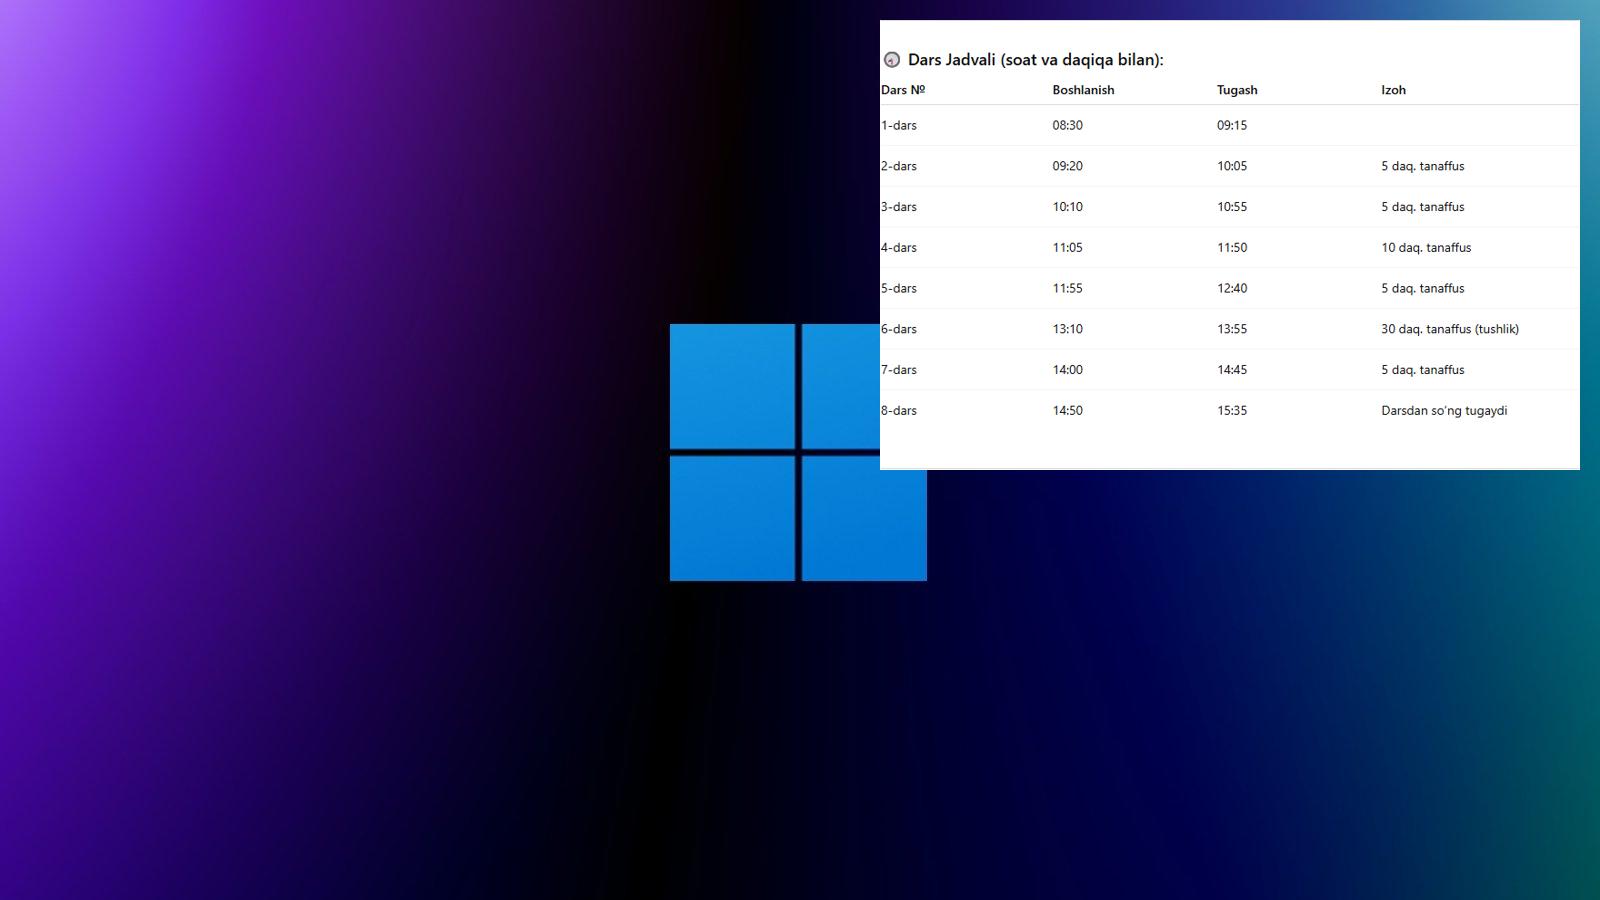 Dars Jadvali (soat va daqiqa bilan):
Dars № Boshlanish Tugash Izoh
1-dars 08:30 09:15
2-dars 09:20 10:05 5 daq. tanaffus
3-dars 10:10 10:55 5 daq. tanaffus
4-dars 11:05 11:50 10 daq. tanaffus
5-dars 11:55 12:40 5 daq. tanaffus
6-dars 13:10 13:55 30 daq. tanaffus (tushlik)
7-dars 14:00 14:45 5 daq. tanaffus
8-dars 14:50 15:35 Darsdan so‘ng tugaydi